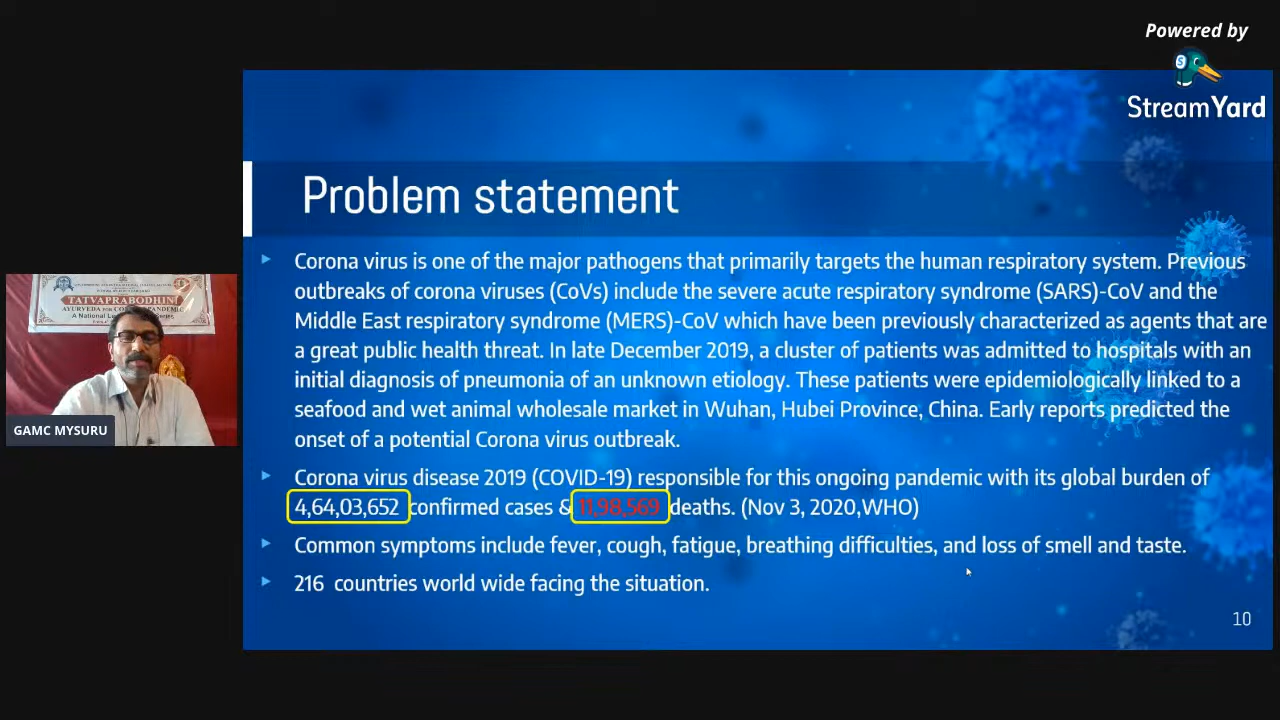 Powered by
StreamYard
Problem statement
Corona virus is one of the major pathogens that primarily targets the human respiratory system. Previous
outbreaks of corona viruses (CoVs) include the severe acute respiratory syndrome (SARS)-CoV and the
Middle East respiratory syndrome (MERS)-CoV which have been previously characterized as agents that are
a great public health threat. In late December 2019, a cluster of patients was admitted to hospitals with an
initial diagnosis of pneumonia of an unknown etiology. These patients were epidemiologically linked to a
seafood and wet animal wholesale market in Wuhan, Hubei Province, China. Early reports predicted the
onset of a potential Corona virus outbreak.
Corona virus disease 2019 (COVID-19) responsible for this ongoing pandemic with its global burden of
4,64,03,652 confirmed cases & 11,98,569 deaths. (Nov 3, 2020,WHO)
Common symptoms include fever, cough, fatigue, breathing difficulties, and loss of smell and taste.
216 countries world wide facing the situation.
10
TATVAPRABODHINI
AYURVEDA FOR
A National
GAMC MYSURU